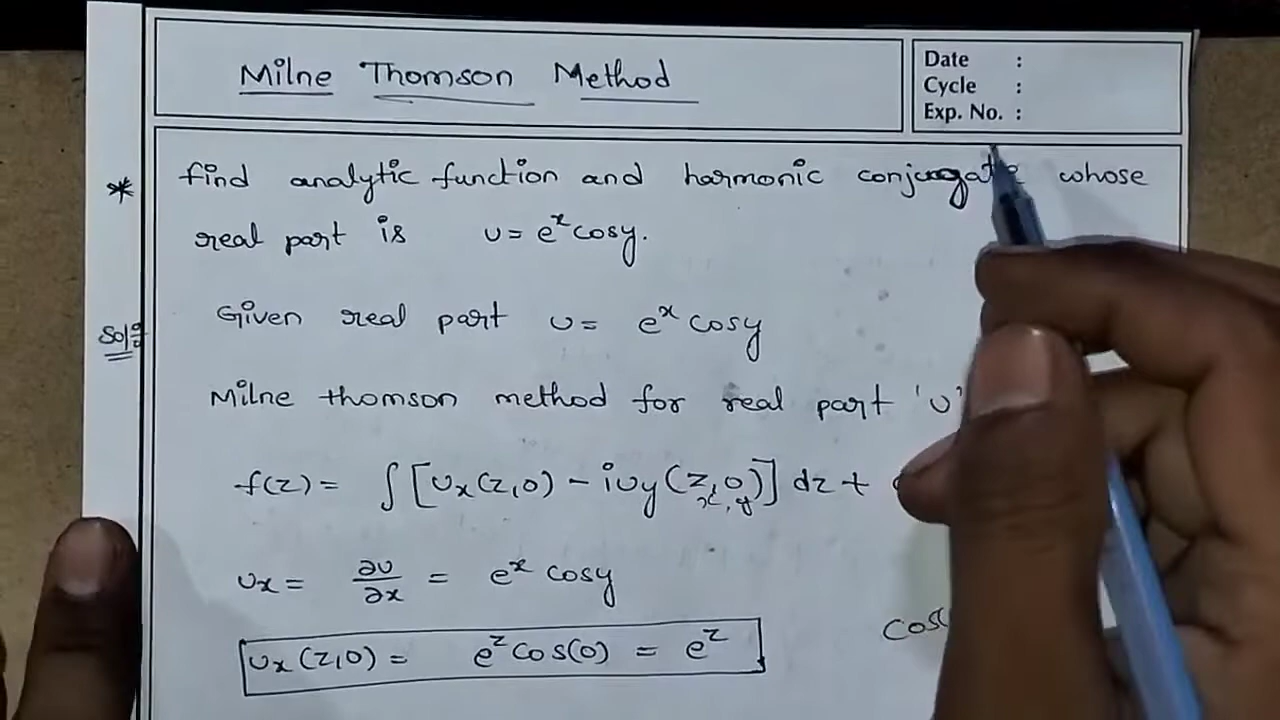 Milne Thomson Method
Date :
Cycle :
Exp. No. :
* find analytic function and harmonic conjugate whose
real part is u = e^x cosy.
Sol: Given real part u = e^x cosy
Milne thomson method for real part 'u'
f(z) = ∫ [ux(z,0) - iuy(z,0)] dz +
x, y
ux = ∂u/∂x = e^x cosy
ux(z,0) = e^z cos(0) = e^z
cos(